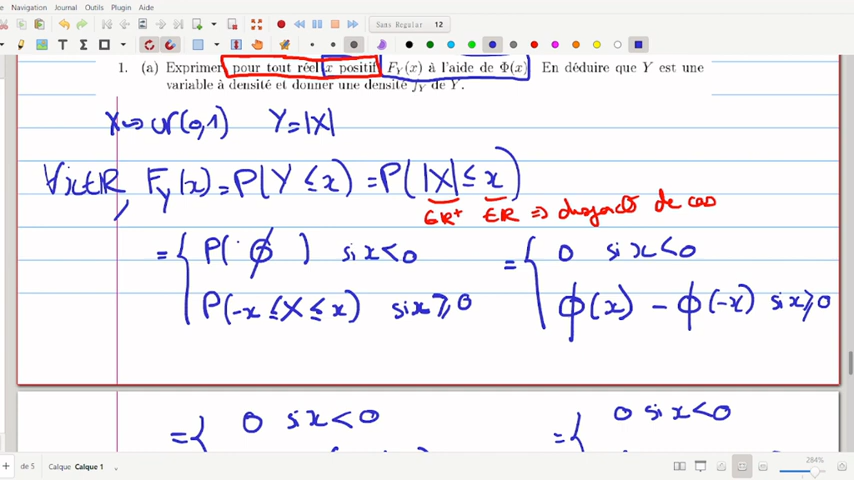 Navigation Journal Outils Plugin Aide
Sans Regular 12
1. (a) Exprimer pour tout réel x positif F_Y(x) à l'aide de Φ(x) En déduire que Y est une
variable à densité et donner une densité f_Y de Y.
X ↪ N(0,1) Y = |X|
∀x∈ℝ, F_Y(x) = P(Y ≤ x) = P(|X| ≤ x)
∈ℝ⁺ ∈ℝ ⇒ disjonct° de cas
= { P( ∅ ) si x < 0 = { 0 si x < 0
P(-x ≤ X ≤ x) si x ⩾ 0 Φ(x) - Φ(-x) si x ⩾ 0
= { 0 si x < 0 = { 0 si x < 0
de 5 Calque Calque 1 284%